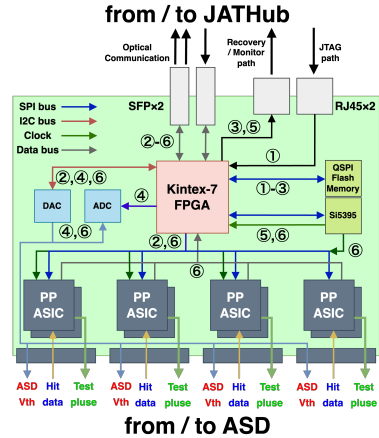 from / to JATHub
Optical
Communication
Recovery
/ Monitor
path
JTAG
path
SFP×2
RJ45×2
SPI bus
I2C bus
Clock
Data bus
②-⑥
③,⑤
①
②,④,⑥
④
Kintex-7
FPGA
①-③
QSPI
Flash
Memory
DAC
ADC
Si5395
④,⑥
②,⑥
⑤,⑥
⑥
⑥
PP
ASIC
PP
ASIC
PP
ASIC
PP
ASIC
ASD
Vth
Hit
data
Test
pluse
ASD
Vth
Hit
data
Test
pluse
ASD
Vth
Hit
data
Test
pluse
ASD
Vth
Hit
data
Test
pluse
from / to ASD